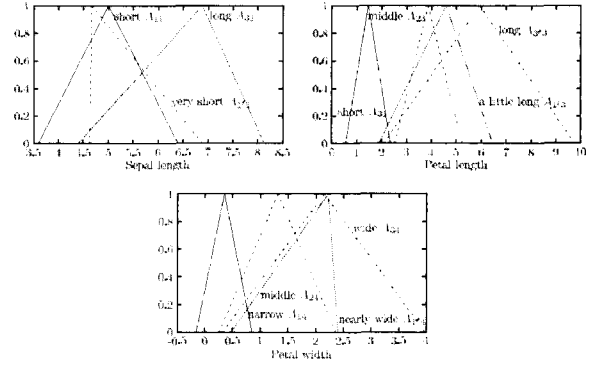 1
short A₁₁
long A₃₁
0.8
0.6
0.4
very short
0.2
0
3.5 4 4.5 5 5.5 6 6.5 7 7.5 8 8.5
Sepal length
1
middle A₂₃
0.8
long
0.6
0.4
a little long
0.2
short
0
0 1 2 3 4 5 6 7 8 9 10
Petal length
1
0.8
wide
0.6
0.4
middle A₂₄
0.2
narrow
nearly wide
0
-0.5 0 0.5 1 1.5 2 2.5 3 3.5 4
Petal width